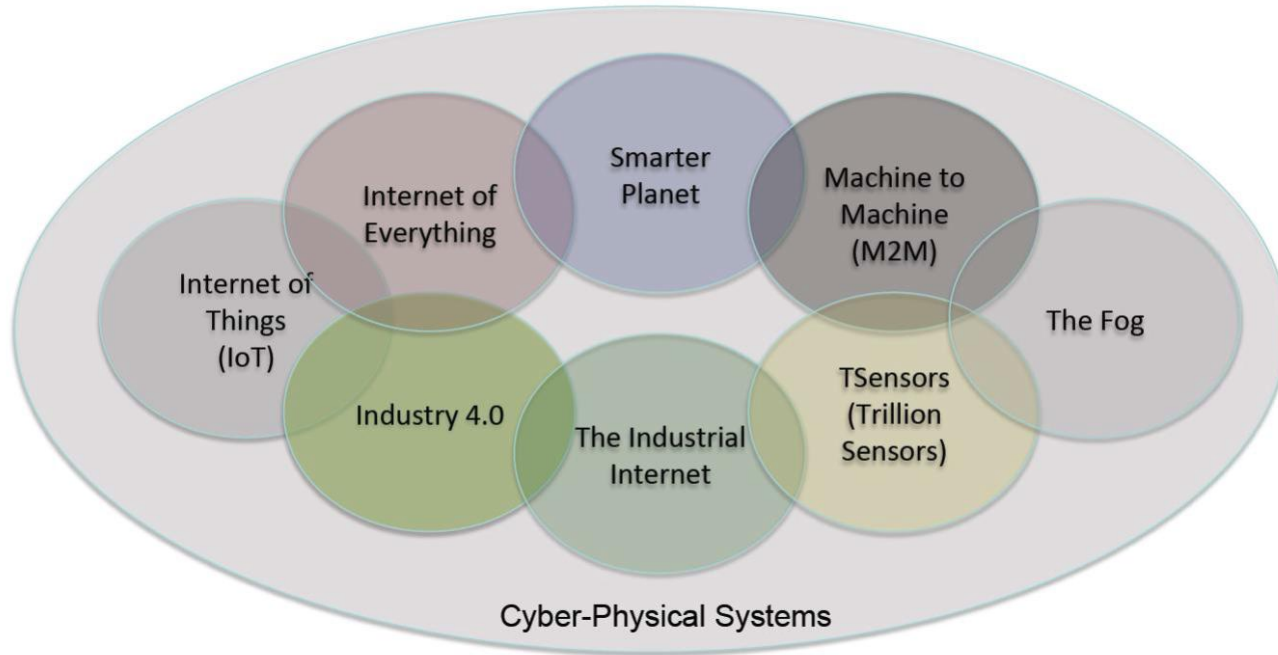 Smarter
Planet
Internet of
Everything
Machine to
Machine
(M2M)
Internet of
Things
(IoT)
The Fog
Industry 4.0
The Industrial
Internet
TSensors
(Trillion
Sensors)
Cyber-Physical Systems